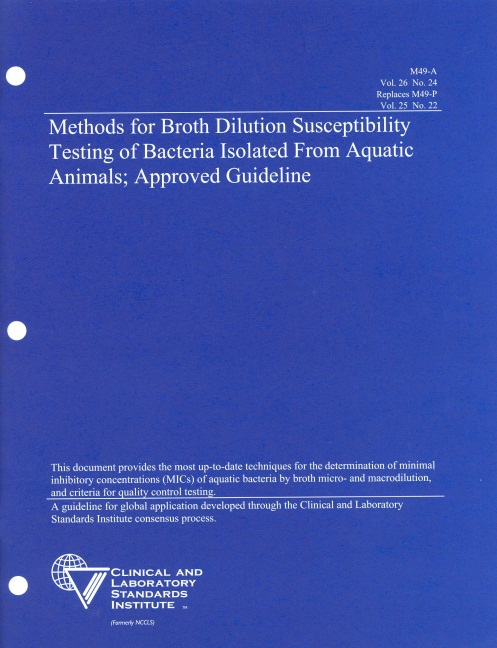 M49-A
Vol. 26 No. 24
Replaces M49-P
Vol. 25 No. 22
Methods for Broth Dilution Susceptibility
Testing of Bacteria Isolated From Aquatic
Animals; Approved Guideline
This document provides the most up-to-date techniques for the determination of minimal
inhibitory concentrations (MICs) of aquatic bacteria by broth micro- and macrodilution,
and criteria for quality control testing.
A guideline for global application developed through the Clinical and Laboratory
Standards Institute consensus process.
CLINICAL AND
LABORATORY
STANDARDS
INSTITUTE ™
(Formerly NCCLS)